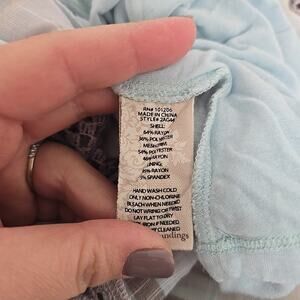 RN# 101206
MADE IN CHINA
STYLE# 2AG44
SHELL:
64% RAYON
36% POLYESTER
MESH TRIM:
54% POLYESTER
46% RAYON
LINING:
95% RAYON
5% SPANDEX
HAND WASH COLD
ONLY NON-CHLORINE
BLEACH WHEN NEEDED
DO NOT WRING OR TWIST
LAY FLAT TO DRY
IRON IF NEEDED
CLEANED